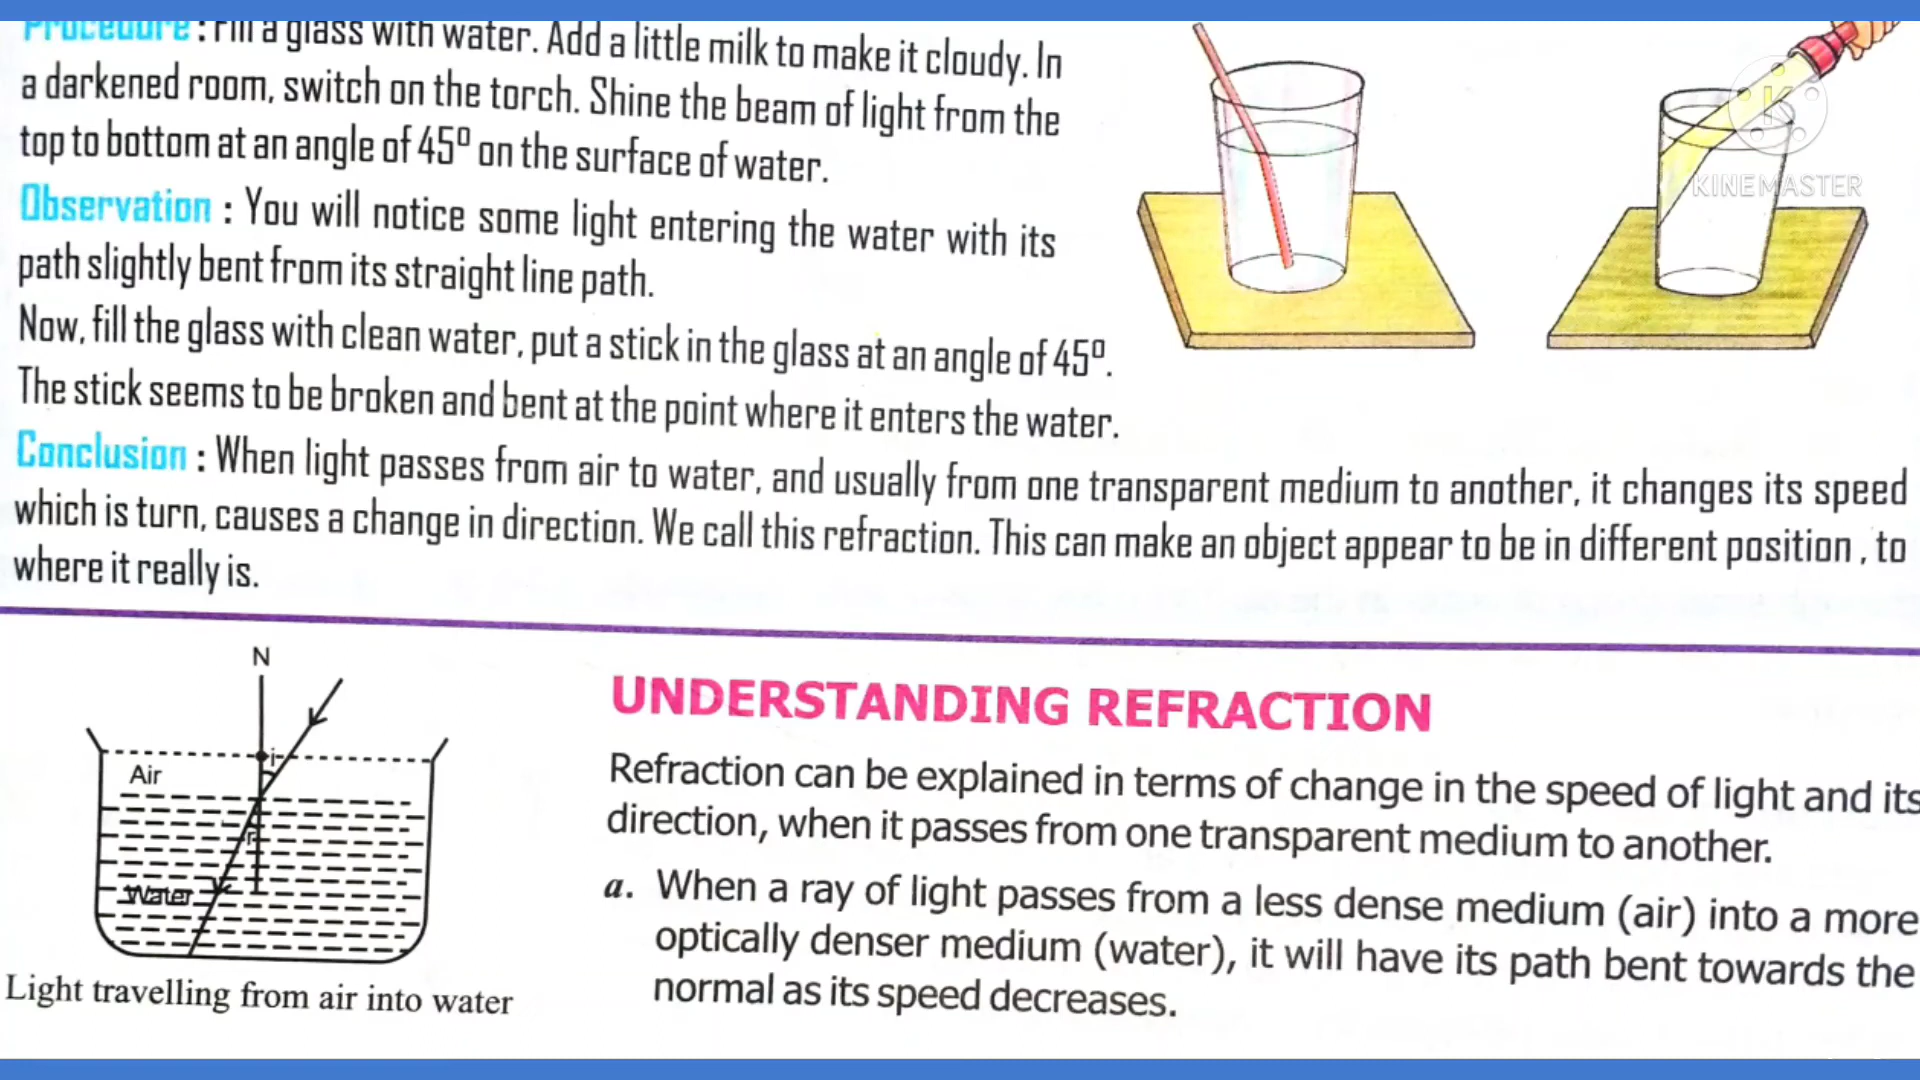 Procedure : Fill a glass with water. Add a little milk to make it cloudy. In
a darkened room, switch on the torch. Shine the beam of light from the
top to bottom at an angle of 45º on the surface of water.
Observation : You will notice some light entering the water with its
path slightly bent from its straight line path.
Now, fill the glass with clean water, put a stick in the glass at an angle of 45º.
The stick seems to be broken and bent at the point where it enters the water.
Conclusion : When light passes from air to water, and usually from one transparent medium to another, it changes its speed
which is turn, causes a change in direction. We call this refraction. This can make an object appear to be in different position , to
where it really is.
K
KINEMASTER
N
i
Air
r
Water
Light travelling from air into water
UNDERSTANDING REFRACTION
Refraction can be explained in terms of change in the speed of light and its
direction, when it passes from one transparent medium to another.
a. When a ray of light passes from a less dense medium (air) into a more
optically denser medium (water), it will have its path bent towards the
normal as its speed decreases.